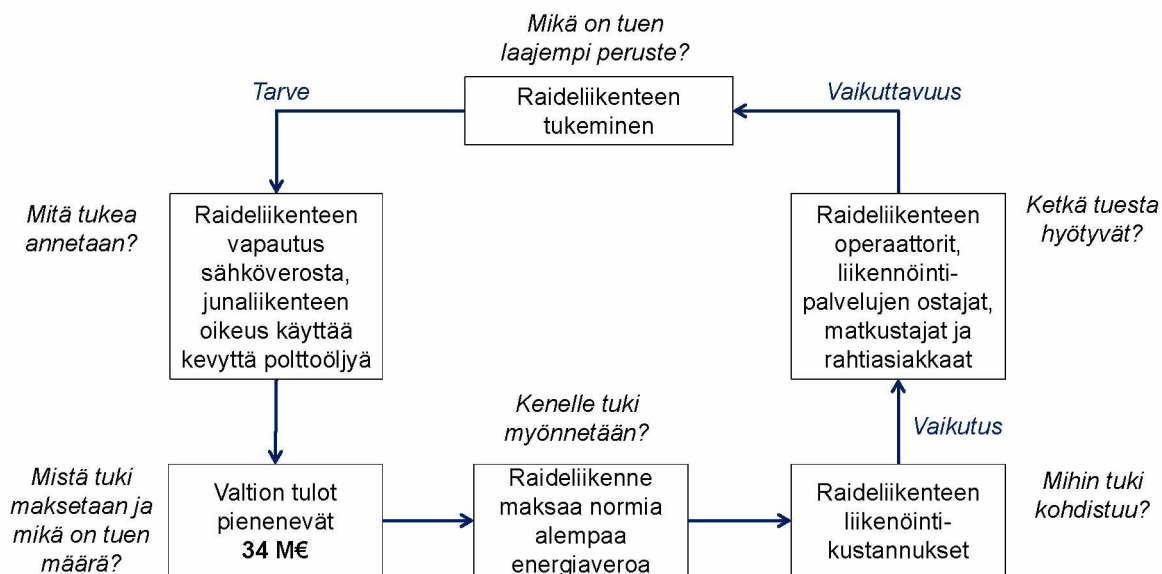 Mikä on tuen
laajempi peruste?
Tarve
Raideliikenteen
tukeminen
Vaikuttavuus
Mitä tukea
annetaan?
Raideliikenteen
vapautus
sähköverosta,
junaliikenteen
oikeus käyttää
kevyttä polttoöljyä
Raideliikenteen
operaattorit,
liikennöinti-
palvelujen ostajat,
matkustajat ja
rahtiasiakkaat
Ketkä tuesta
hyötyvät?
Kenelle tuki
myönnetään?
Vaikutus
Mistä tuki
maksetaan ja
mikä on tuen
määrä?
Valtion tulot
pienenevät
34 M€
Raideliikenne
maksaa normia
alempaa
energiaveroa
Raideliikenteen
liikenöinti-
kustannukset
Mihin tuki
kohdistuu?